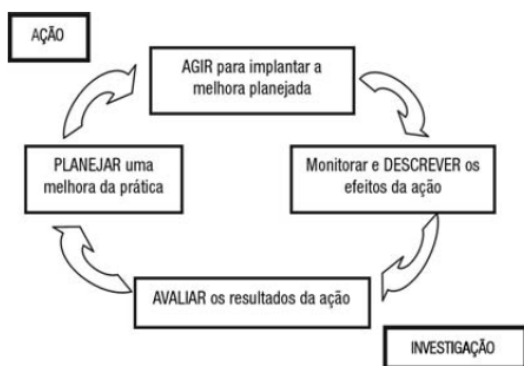 AÇÃO
AGIR para implantar a
melhora planejada
PLANEJAR uma
melhora da prática
Monitorar e DESCREVER os
efeitos da ação
AVALIAR os resultados da ação
INVESTIGAÇÃO